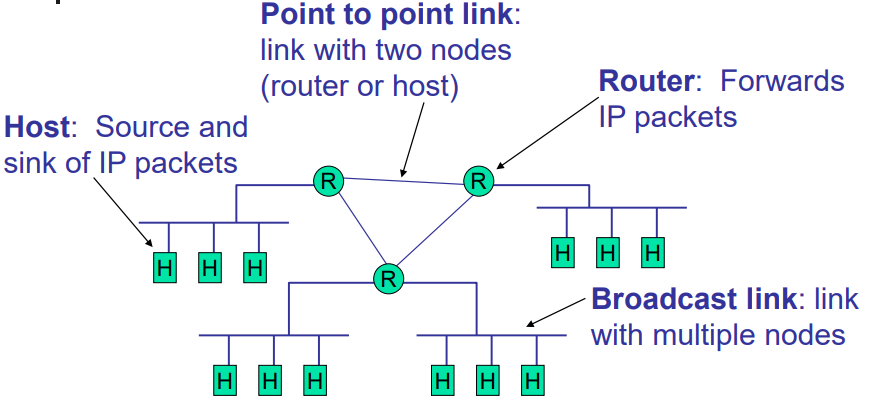 Point to point link:
link with two nodes
(router or host)
Router: Forwards
IP packets
Host: Source and
sink of IP packets
R
R
H
H
H
H
H
H
R
Broadcast link: link
with multiple nodes
H
H
H
H
H
H